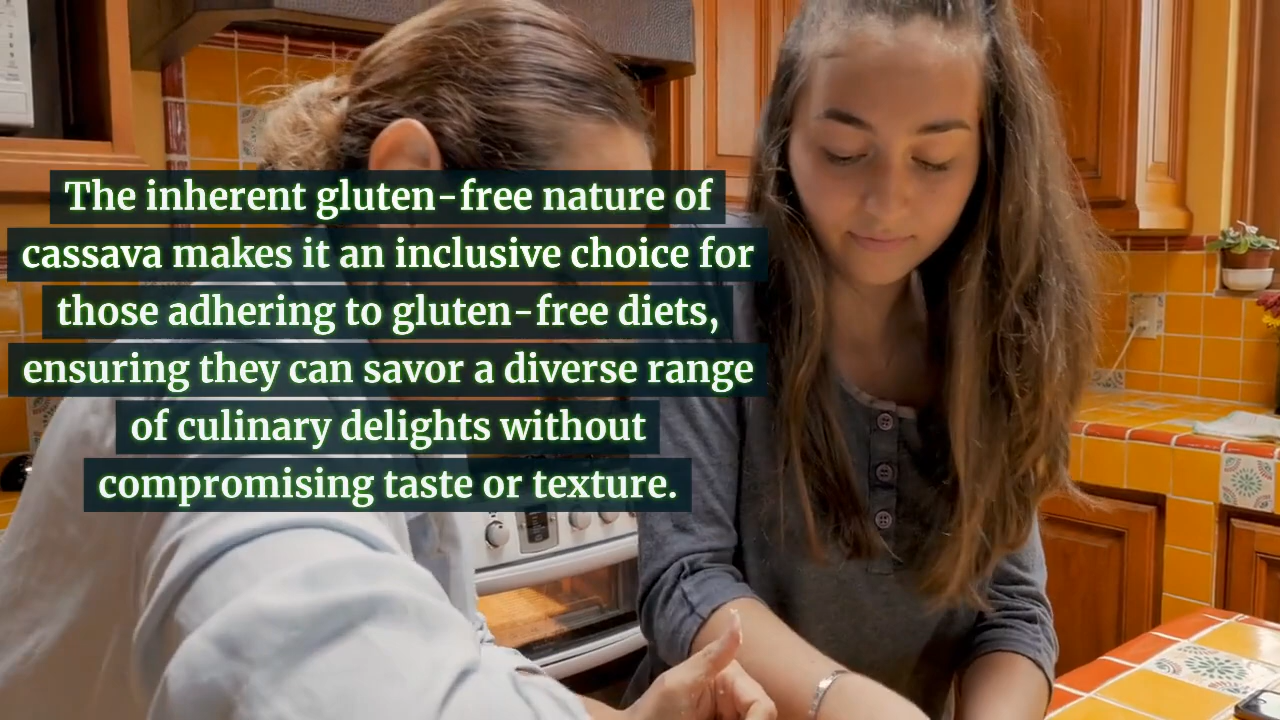 The inherent gluten-free nature of
cassava makes it an inclusive choice for
those adhering to gluten-free diets,
ensuring they can savor a diverse range
of culinary delights without
compromising taste or texture.